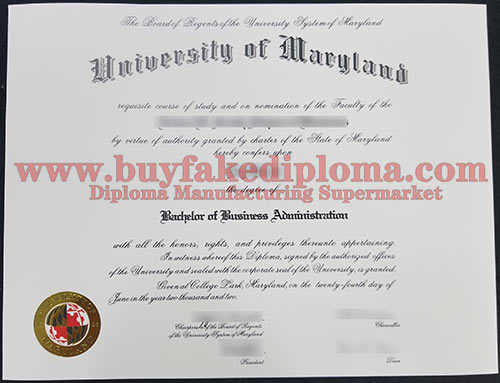 The Board of Regents of the University System of Maryland
University of Maryland
requisite course of study and on nomination of the Faculty of the
by virtue of authority granted by charter of the State of Maryland
hereby confers upon
www.buyfakediploma.com
the degree of
Diploma Manufacturing Supermarket
Bachelor of Business Administration
with all the honors, rights, and privileges thereunto appertaining.
In witness whereof this Diploma, signed by the authorized offices
of the University and sealed with the corporate seal of the University, is granted.
Given at College Park, Maryland, on the twenty-fourth day of
June in the year two thousand and two.
Chairperson of the Board of Regents
of the University System of Maryland
Chancellor
President
Dean